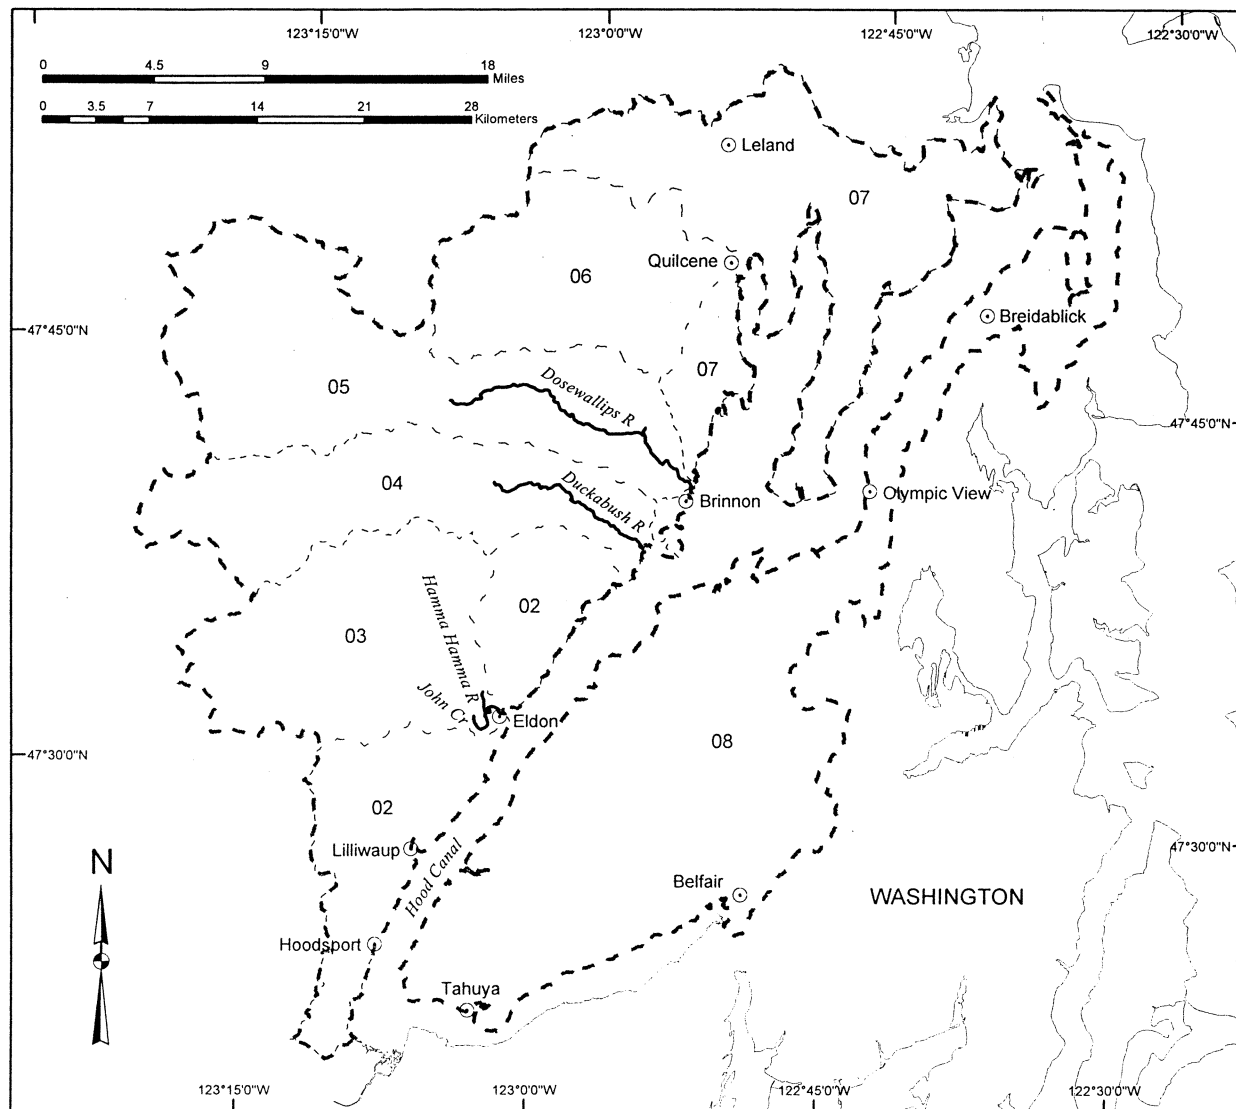 123°15'0"W 123°0'0"W 122°45'0"W 122°30'0"W
0 4.5 9 18
Miles
0 3.5 7 14 21 28
Kilometers
Leland
07
Quilcene
06
Breidablick
47°45'0"N
07
05
Dosewallips R
47°45'0"N
04
Duckabush R
Brinnon
Olympic View
Hamma Hamma R
02
03
John Cr
Eldon
08
47°30'0"N
02
Lilliwaup
Hood Canal
47°30'0"N
N
Belfair
WASHINGTON
Hoodsport
Tahuya
123°15'0"W 123°0'0"W 122°45'0"W 122°30'0"W